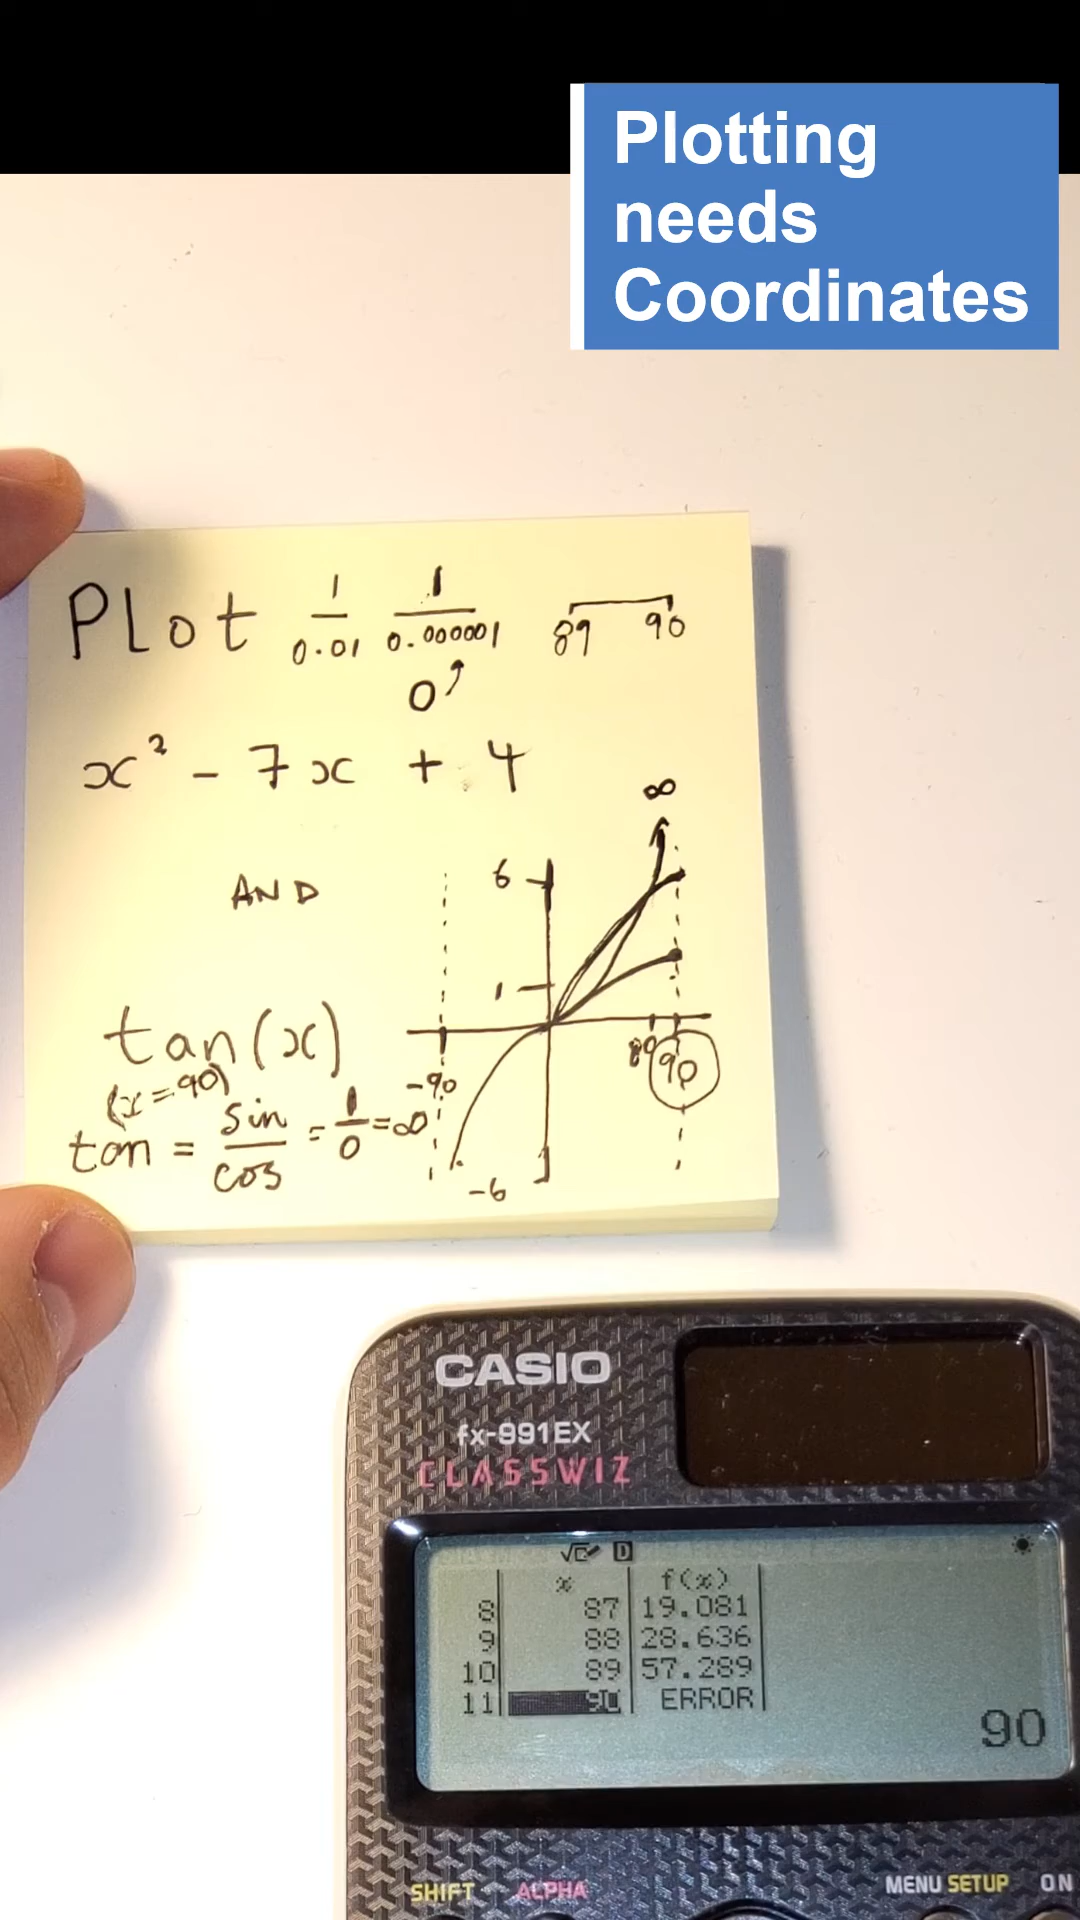 Plotting
needs
Coordinates
PLot 1/0.01 1/0.000001 89 90
0
x² - 7x + 4
∞
6
AND
1
tan(x)
89 90
-90
(x=90)
tan = sin/cos = 1/0 = ∞
-6
CASIO
fx-991EX
CLASSWIZ
√ D
x f(x)
8 87 19.081
9 88 28.636
10 89 57.289
11 90 ERROR
90
SHIFT ALPHA MENU SETUP ON